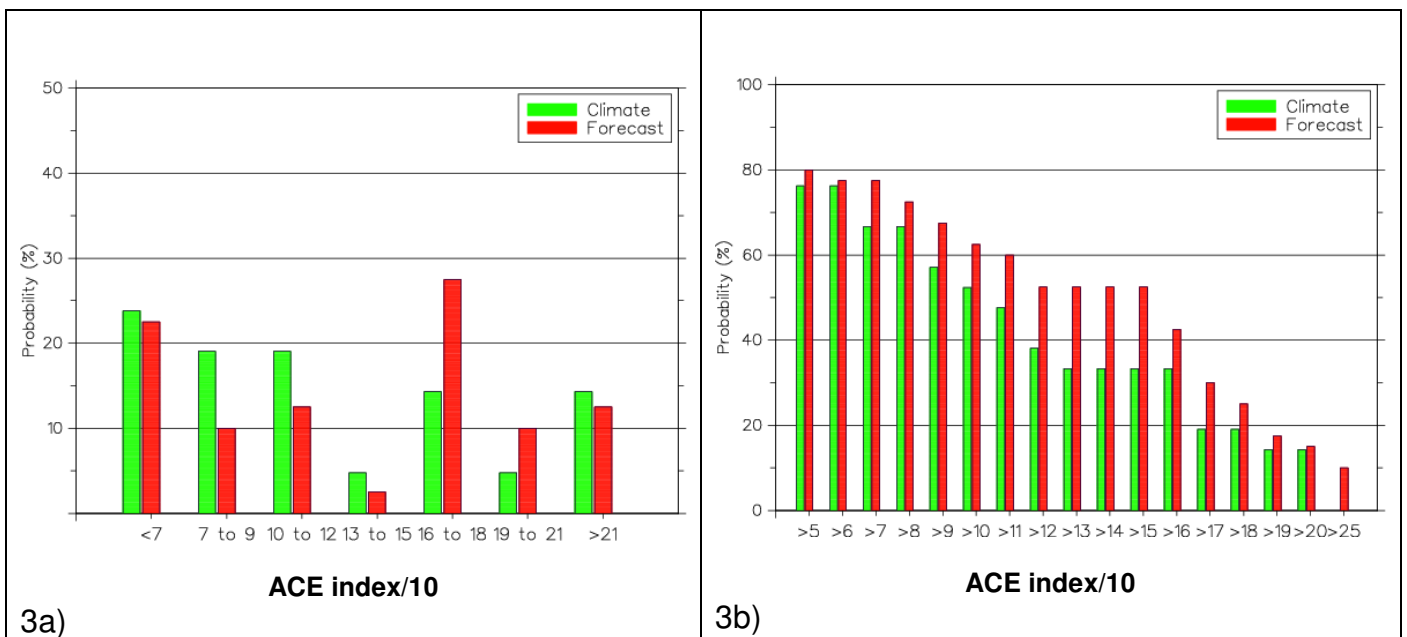 50
40
30
20
10
Probability (%)
Climate
Forecast
<7 7 to 9 10 to 12 13 to 15 16 to 18 19 to 21 >21
ACE index/10
3a)
100
80
60
40
20
0
Probability (%)
Climate
Forecast
>5 >6 >7 >8 >9 >10 >11 >12 >13 >14 >15 >16 >17 >18 >19 >20 >25
ACE index/10
3b)